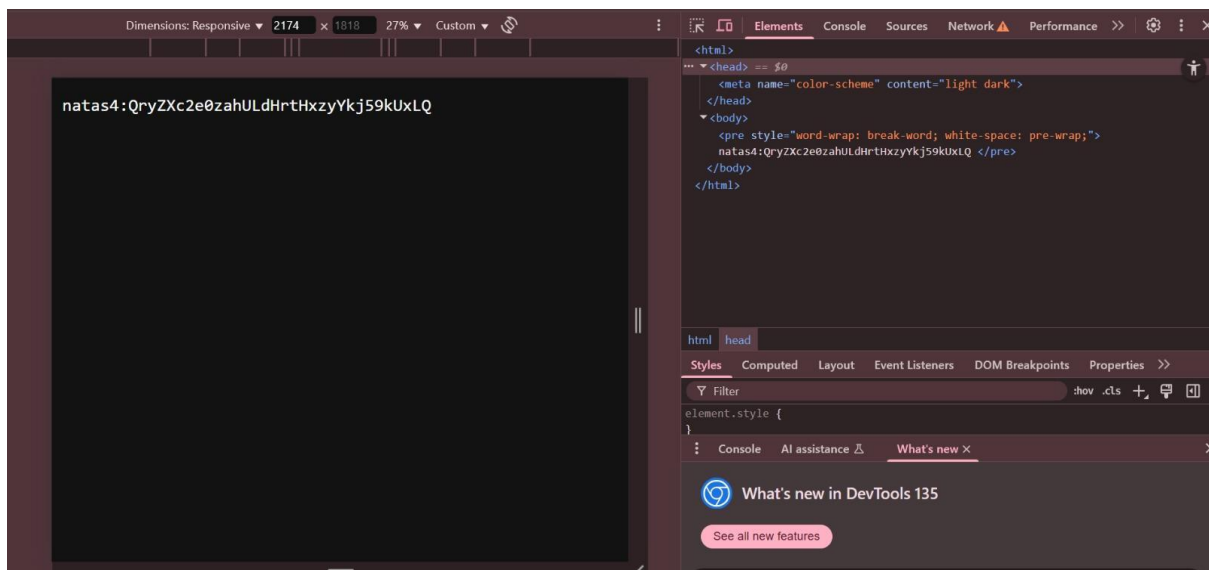 Dimensions: Responsive ▼ 2174 × 1818 27% ▼ Custom ▼
Elements Console Sources Network Performance
<html>
... ▼<head> == $0
<meta name="color-scheme" content="light dark">
</head>
▼<body>
<pre style="word-wrap: break-word; white-space: pre-wrap;">
natas4:QryZXc2e0zahULdHrtHxzyYkj59kUxLQ </pre>
</body>
</html>
natas4:QryZXc2e0zahULdHrtHxzyYkj59kUxLQ
html head
Styles Computed Layout Event Listeners DOM Breakpoints Properties
Filter :hov .cls
element.style {
}
Console AI assistance What's new ×
What's new in DevTools 135
See all new features